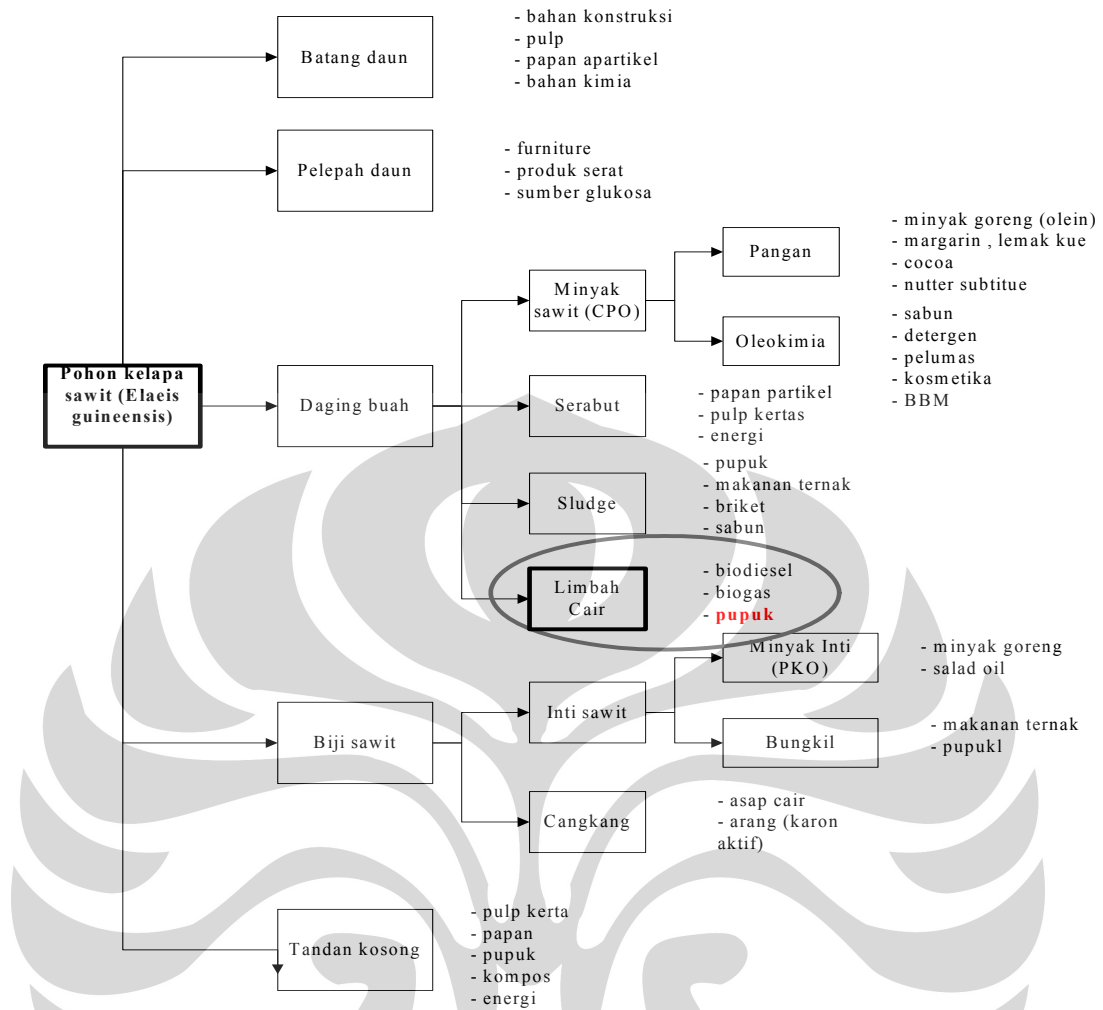 Batang daun
- bahan konstruksi
- pulp
- papan apartikel
- bahan kimia
Pelepah daun
- furniture
- produk serat
- sumber glukosa
Pohon kelapa
sawit (Elaeis
guineensis)
Daging buah
Minyak
sawit (CPO)
Pangan
- minyak goreng (olein)
- margarin , lemak kue
- cocoa
- nutter subtitue
Oleokimia
- sabun
- detergen
- pelumas
- kosmetika
- BBM
Serabut
- papan partikel
- pulp kertas
- energi
Sludge
- pupuk
- makanan ternak
- briket
- sabun
Limbah
Cair
- biodiesel
- biogas
- pupuk
Biji sawit
Inti sawit
Minyak Inti
(PKO)
- minyak goreng
- salad oil
Bungkil
- makanan ternak
- pupukl
Cangkang
- asap cair
- arang (karon
aktif)
Tandan kosong
- pulp kerta
- papan
- pupuk
- kompos
- energi